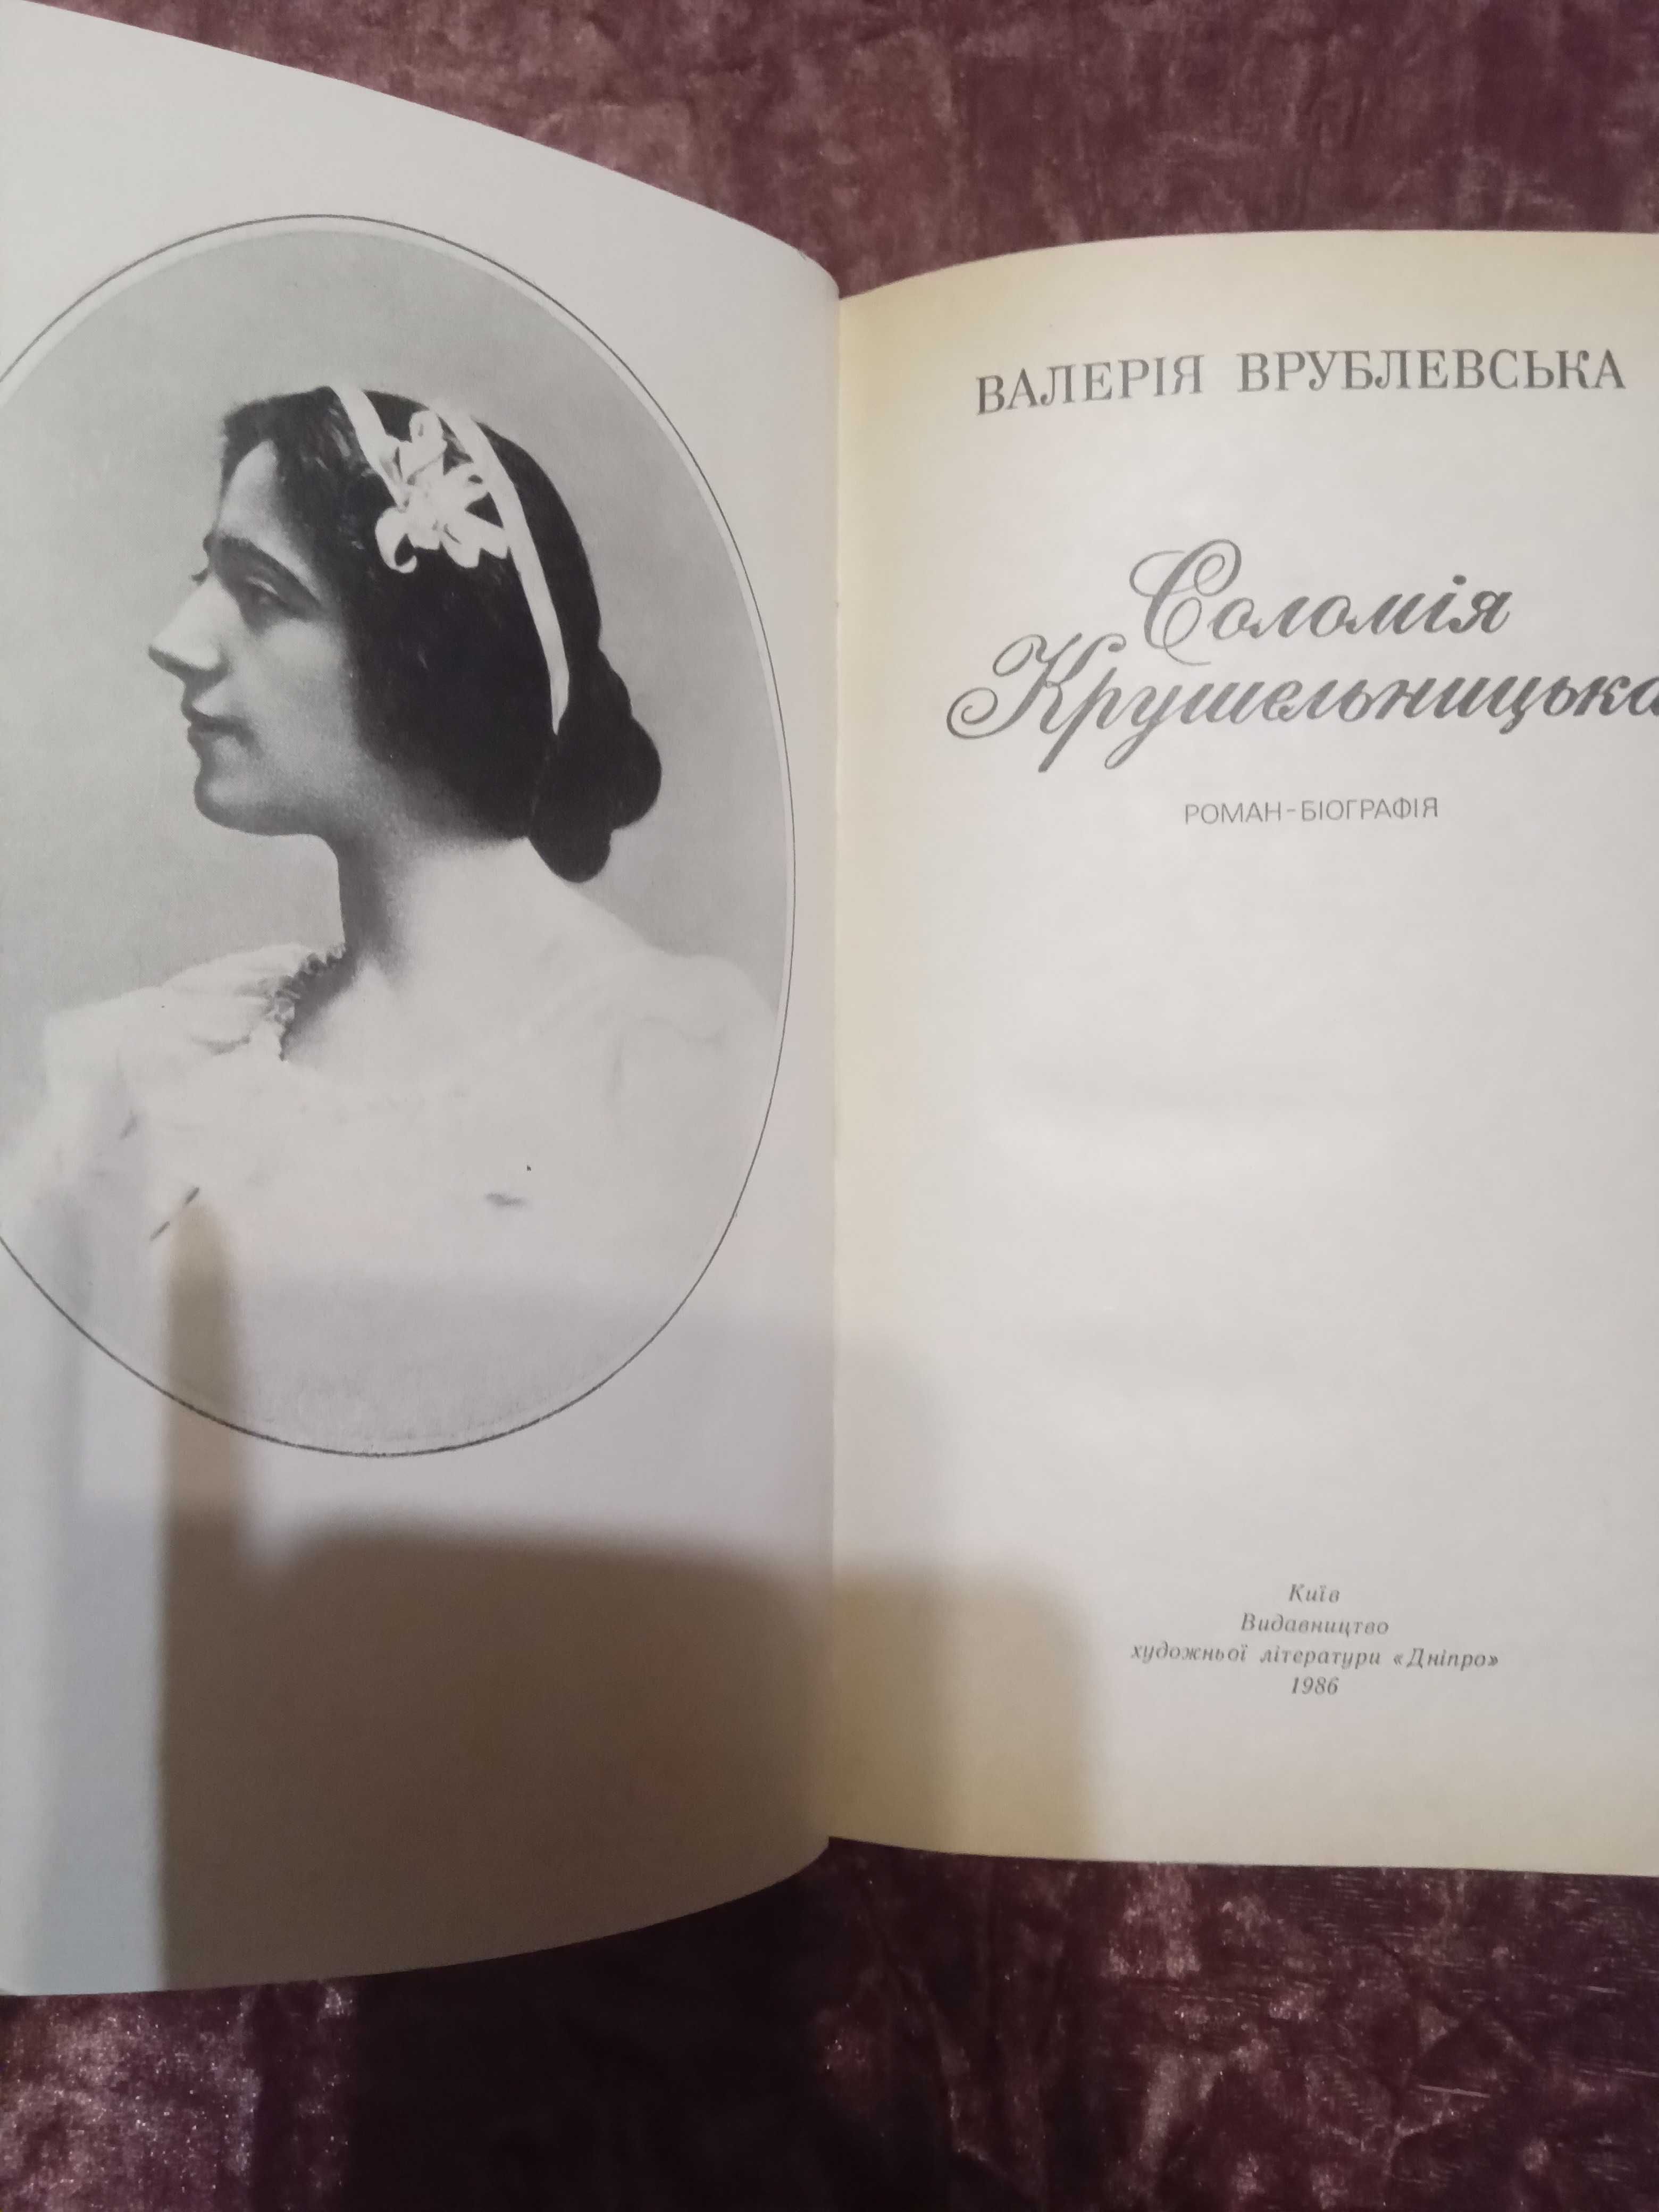 ВАЛЕРІЯ ВРУБЛЕВСЬКА
Соломія
Крушельницька
РОМАН-БІОГРАФІЯ
Київ
Видавництво
художньої літератури «Дніпро»
1986